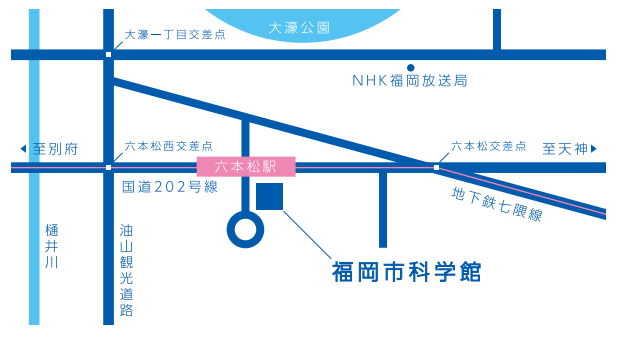 大濠公園
大濠一丁目交差点
NHK福岡放送局
至別府
六本松西交差点
六本松交差点
至天神
六本松駅
国道202号線
地下鉄七隈線
樋井川
油山観光道路
福岡市科学館